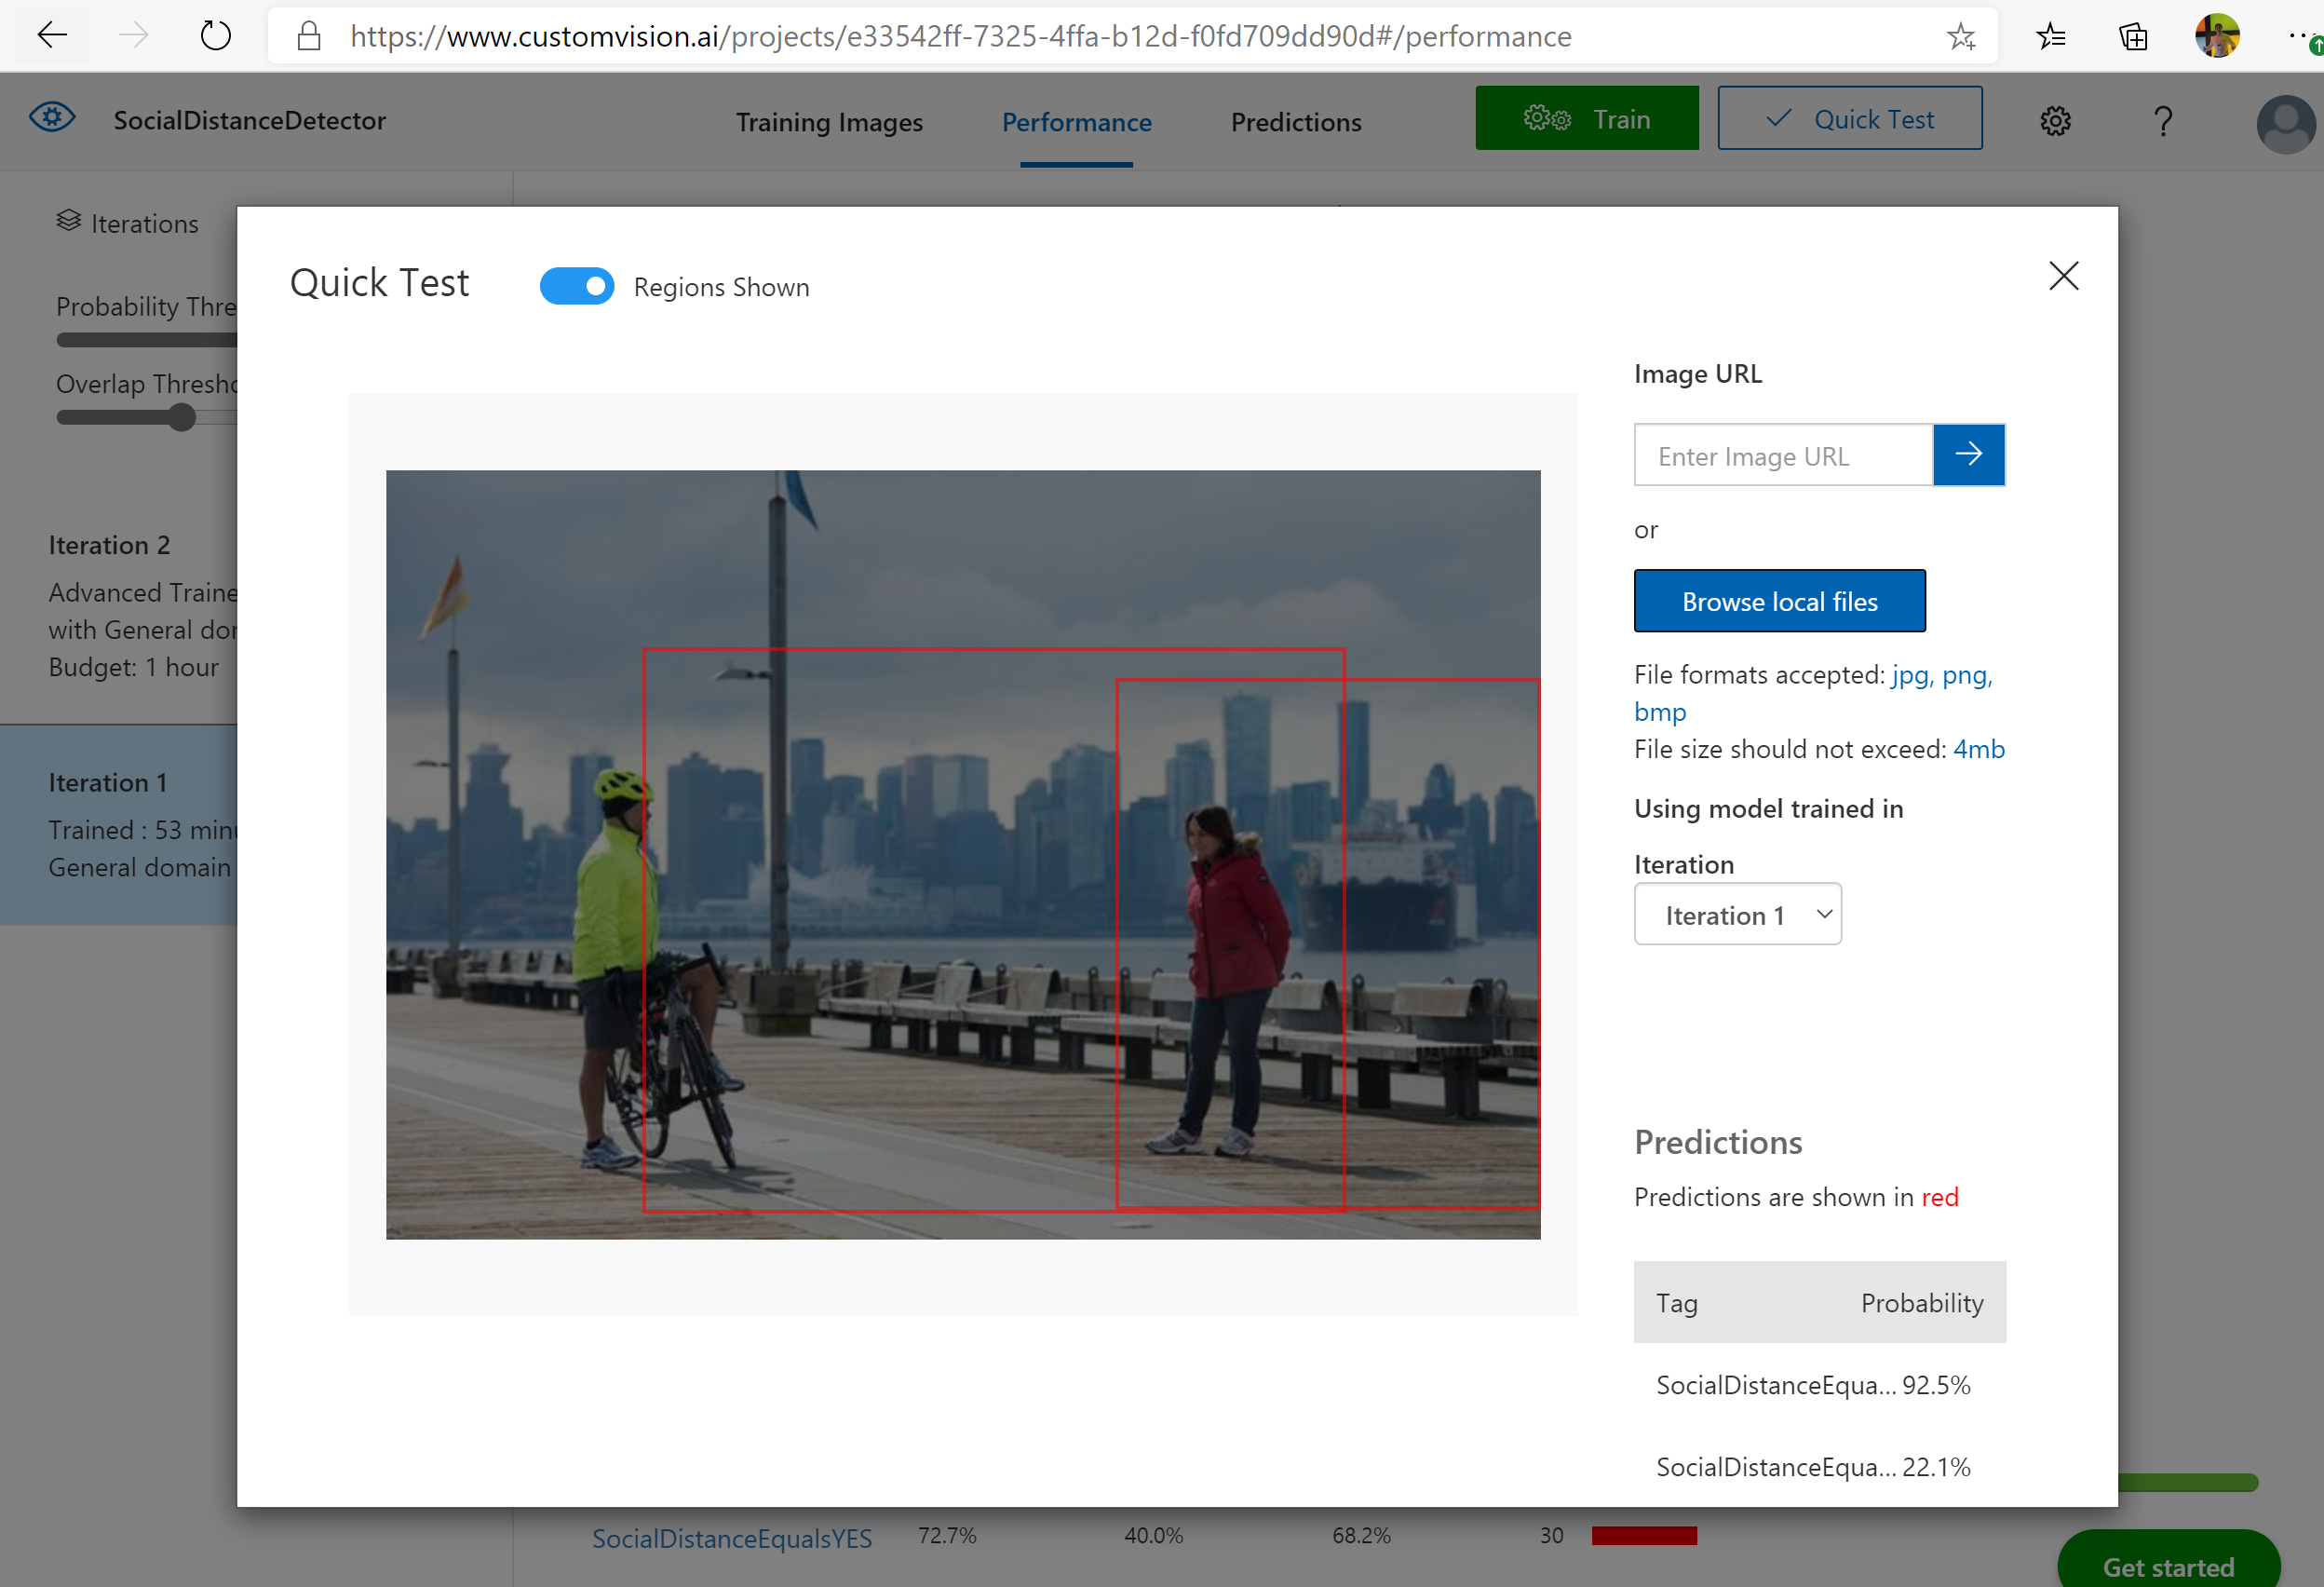 https://www.customvision.ai/projects/e33542ff-7325-4ffa-b12d-f0fd709dd90d#/performance
SocialDistanceDetector
Training Images
Performance
Predictions
Train
Quick Test
?
Iterations
Probability Thre
Overlap Thresho
Iteration 2
Advanced Traine
with General dor
Budget: 1 hour
Iteration 1
Trained : 53 minu
General domain
Quick Test
Regions Shown
Image URL
Enter Image URL
or
Browse local files
File formats accepted: jpg, png,
bmp
File size should not exceed: 4mb
Using model trained in
Iteration
Iteration 1
Predictions
Predictions are shown in red
Tag Probability
SocialDistanceEqua... 92.5%
SocialDistanceEqua... 22.1%
SocialDistanceEqualsYES 72.7% 40.0% 68.2% 30
Get started